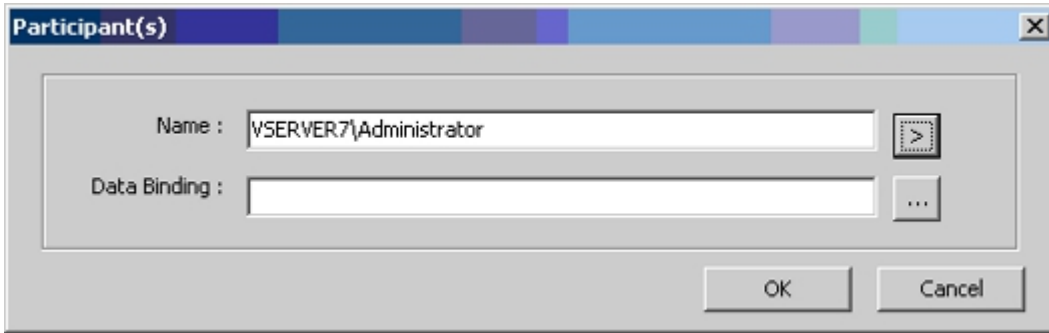 Participant(s)
Name : VSERVER7\Administrator >
Data Binding : ...
OK Cancel